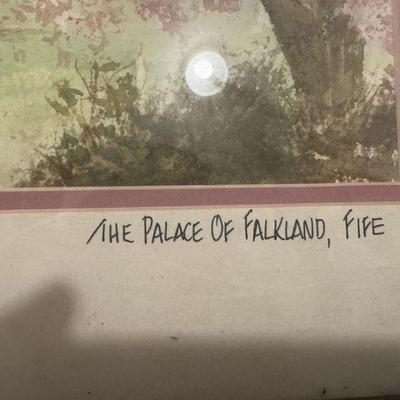 THE PALACE OF FALKLAND, FIFE